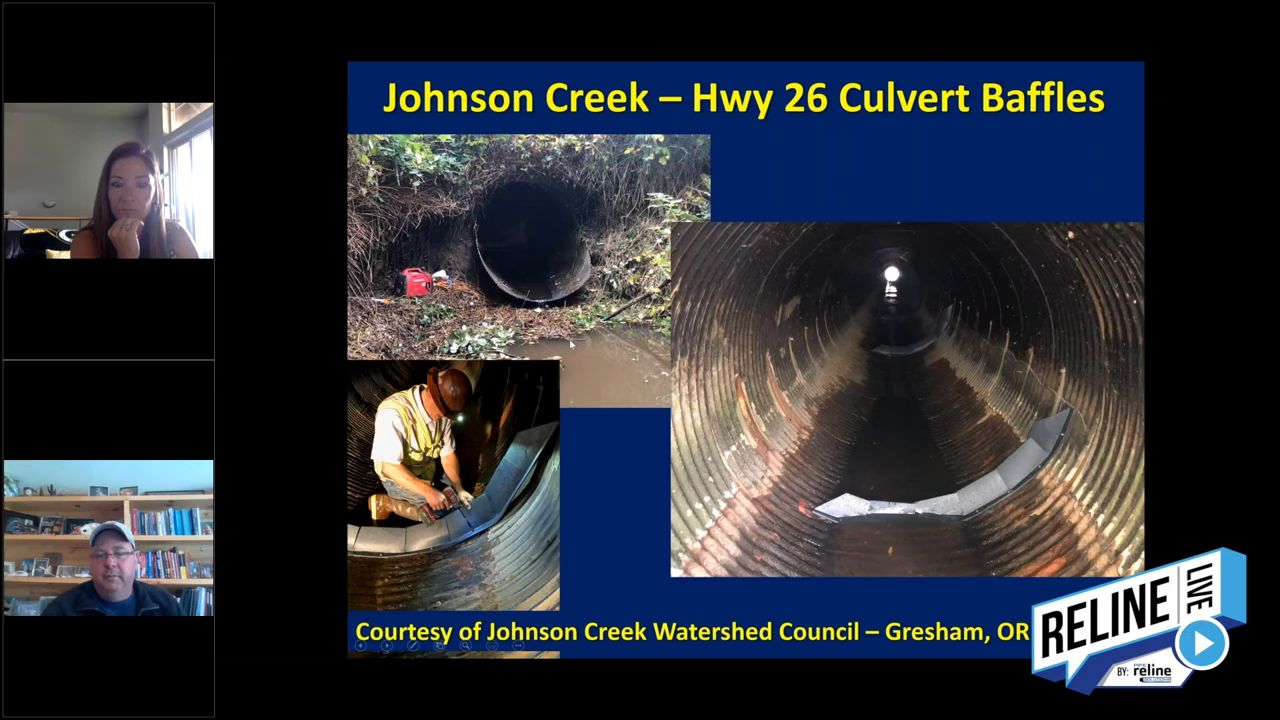 Johnson Creek – Hwy 26 Culvert Baffles
Courtesy of Johnson Creek Watershed Council – Gresham, OR
RELINE
LIVE
BY: reline